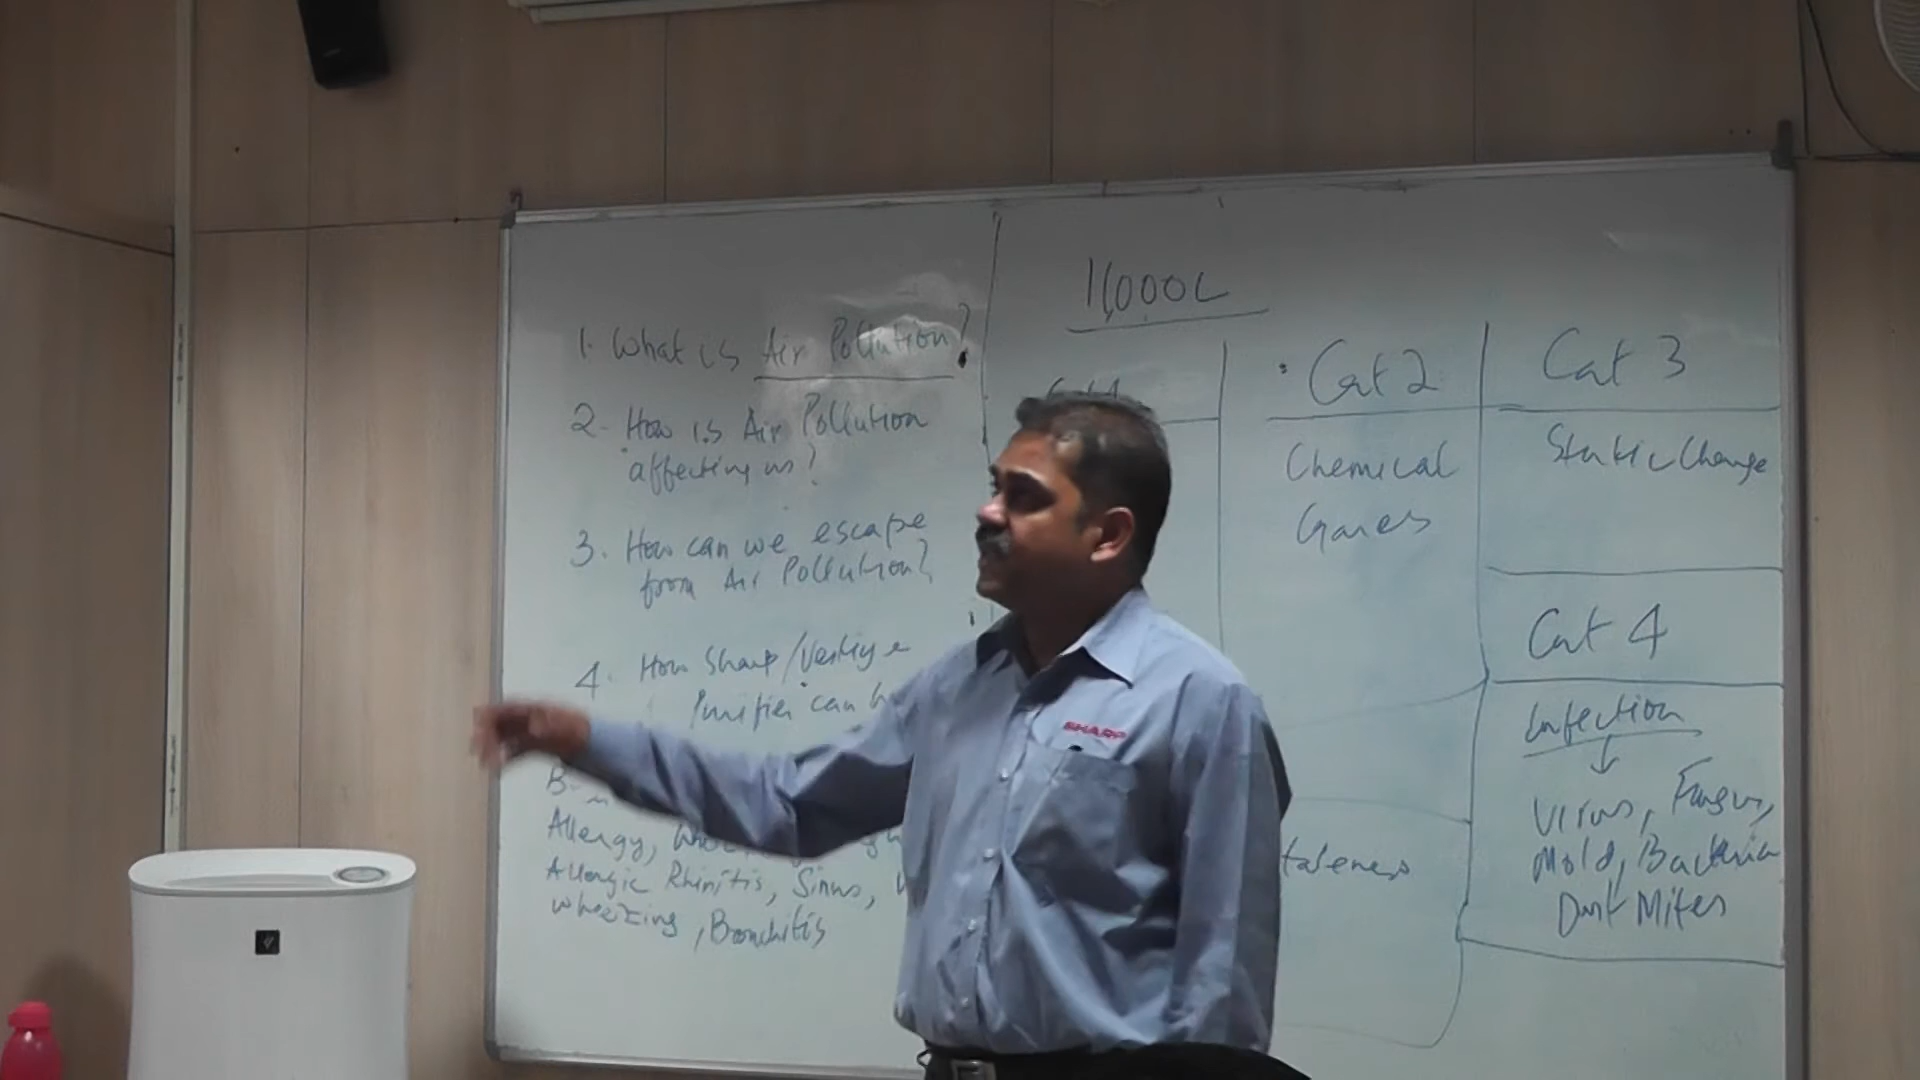 1. What is Air Pollution?
2. How is Air Pollution
affecting us?
3. How can we escape
from Air Pollution?
4. How Sharp/
Purifier can
Allergy,
Allergic Rhinitis, Sinus,
wheezing, Bronchitis
11,000L
Cat 2
Chemical
Gases
Cat 3
Static Charge
Cat 4
Infection
↓
Virus, Fungus,
Mold, Bacteria
Dust Mites
SHARP